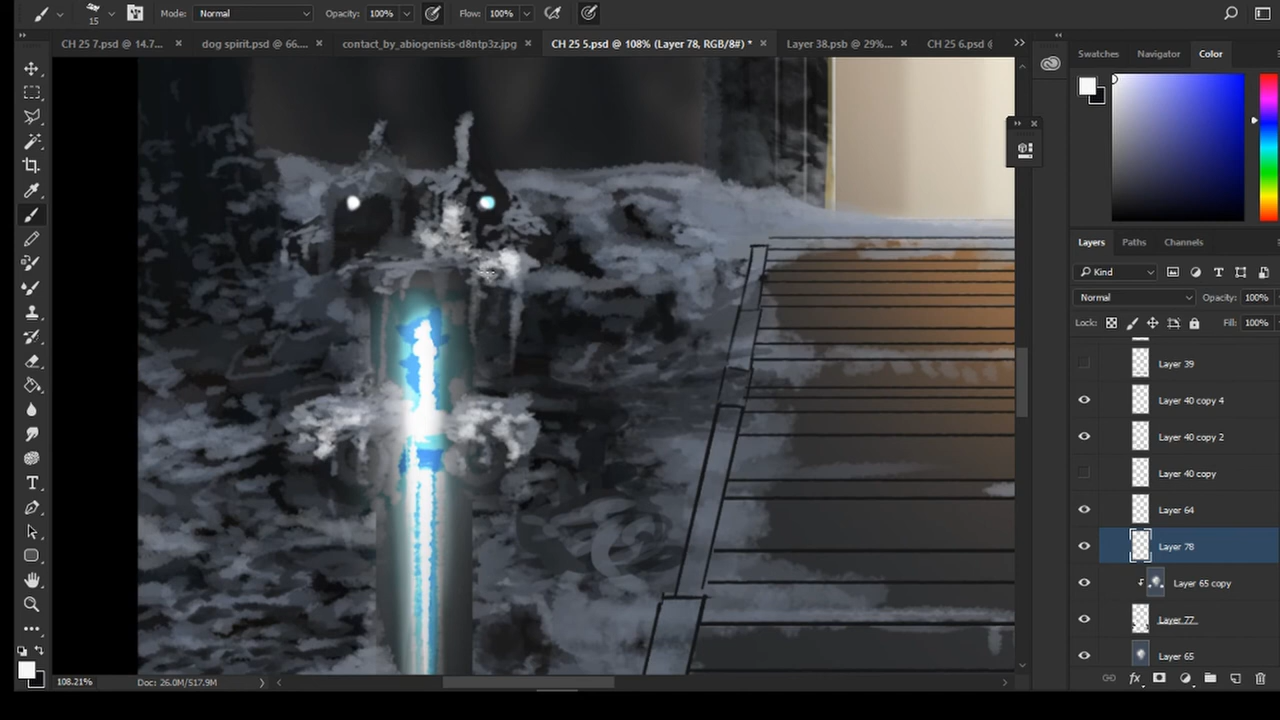 15 Mode: Normal Opacity: 100% Flow: 100%
CH 25 7.psd @ 14.7... × dog spirit.psd @ 66.... × contact_by_abiogenisis-d8ntp3z.jpg × CH 25 5.psd @ 108% (Layer 78, RGB/8#) * × Layer 38.psb @ 29%... × CH 25 6.psd (
Swatches Navigator Color
Layers Paths Channels
Kind
Normal Opacity: 100%
Lock: Fill: 100%
Layer 39
Layer 40 copy 4
Layer 40 copy 2
Layer 40 copy
Layer 64
Layer 78
Layer 65 copy
Layer 77
Layer 65
108.21% Doc: 26.0M/517.9M